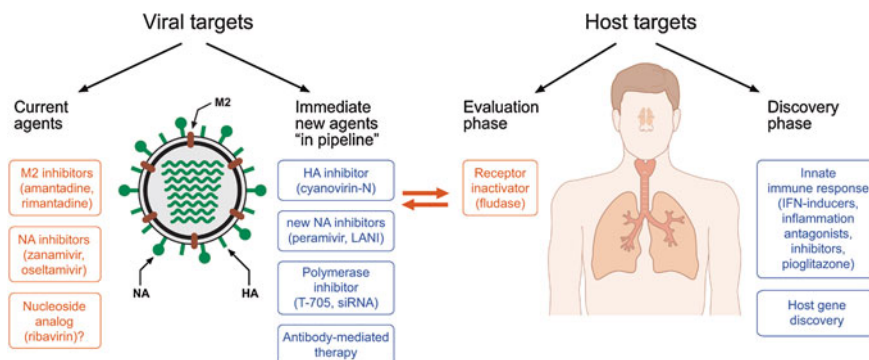 Viral targets
Host targets
Current
agents
M2
Immediate
new agents
“in pipeline”
Evaluation
phase
Discovery
phase
M2 inhibitors
(amantadine,
rimantadine)
NA inhibitors
(zanamivir,
oseltamivir)
Nucleoside
analog
(ribavirin)?
NA
HA
HA inhibitor
(cyanovirin-N)
new NA inhibitors
(peramivir, LANI)
Polymerase
inhibitor
(T-705, siRNA)
Antibody-mediated
therapy
Receptor
inactivator
(fludase)
Innate
immune response
(IFN-inducers,
inflammation
antagonists,
inhibitors,
pioglitazone)
Host gene
discovery